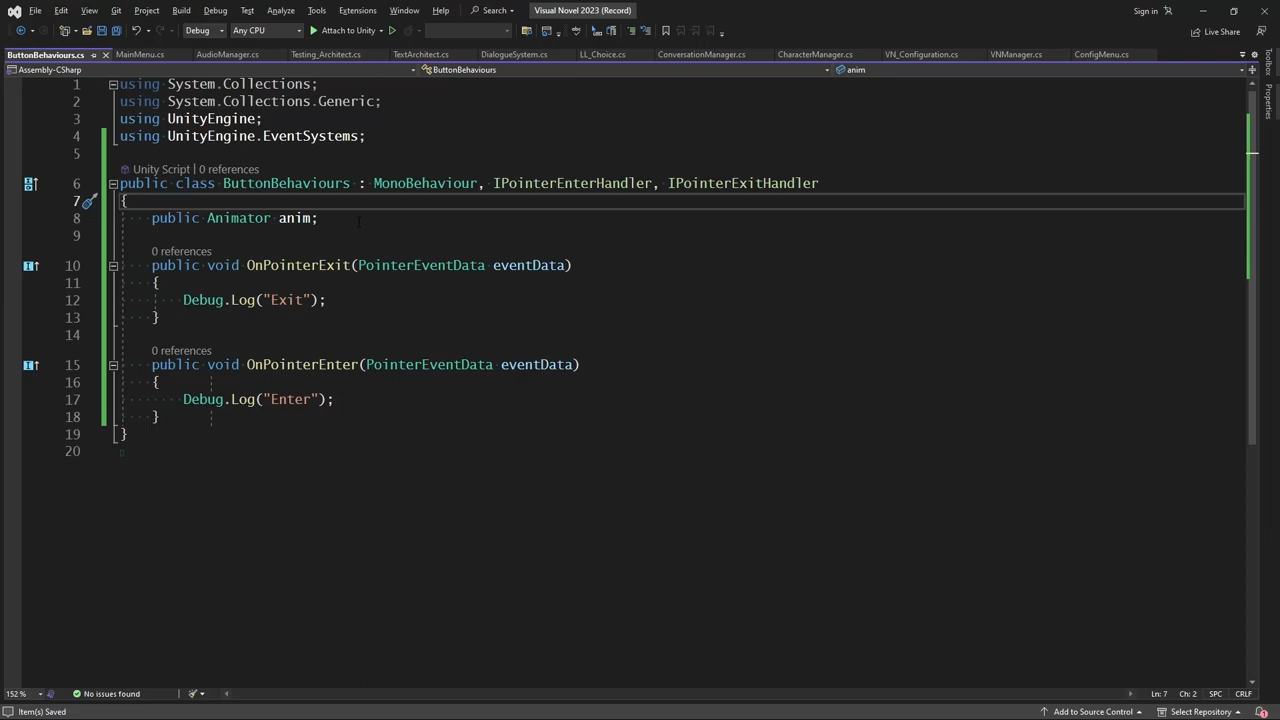 File Edit View Git Project Build Debug Test Analyze Tools Extensions Window Help Search Visual Novel 2023 (Record) Sign in
Debug Any CPU Attach to Unity Live Share
ButtonBehaviours.cs MainMenu.cs AudioManager.cs Testing_Architect.cs TextArchitect.cs DialogueSystem.cs LL_Choice.cs ConversationManager.cs CharacterManager.cs VN_Configuration.cs VNManager.cs ConfigMenu.cs
Assembly-CSharp ButtonBehaviours anim
Toolbox
Properties
1 using System.Collections;
2 using System.Collections.Generic;
3 using UnityEngine;
4 using UnityEngine.EventSystems;
5
Unity Script | 0 references
6 public class ButtonBehaviours : MonoBehaviour, IPointerEnterHandler, IPointerExitHandler
7 {
8 public Animator anim;
9
0 references
10 public void OnPointerExit(PointerEventData eventData)
11 {
12 Debug.Log("Exit");
13 }
14
0 references
15 public void OnPointerEnter(PointerEventData eventData)
16 {
17 Debug.Log("Enter");
18 }
19 }
20
152 % No issues found Ln: 7 Ch: 2 SPC CRLF
Item(s) Saved Add to Source Control Select Repository 1